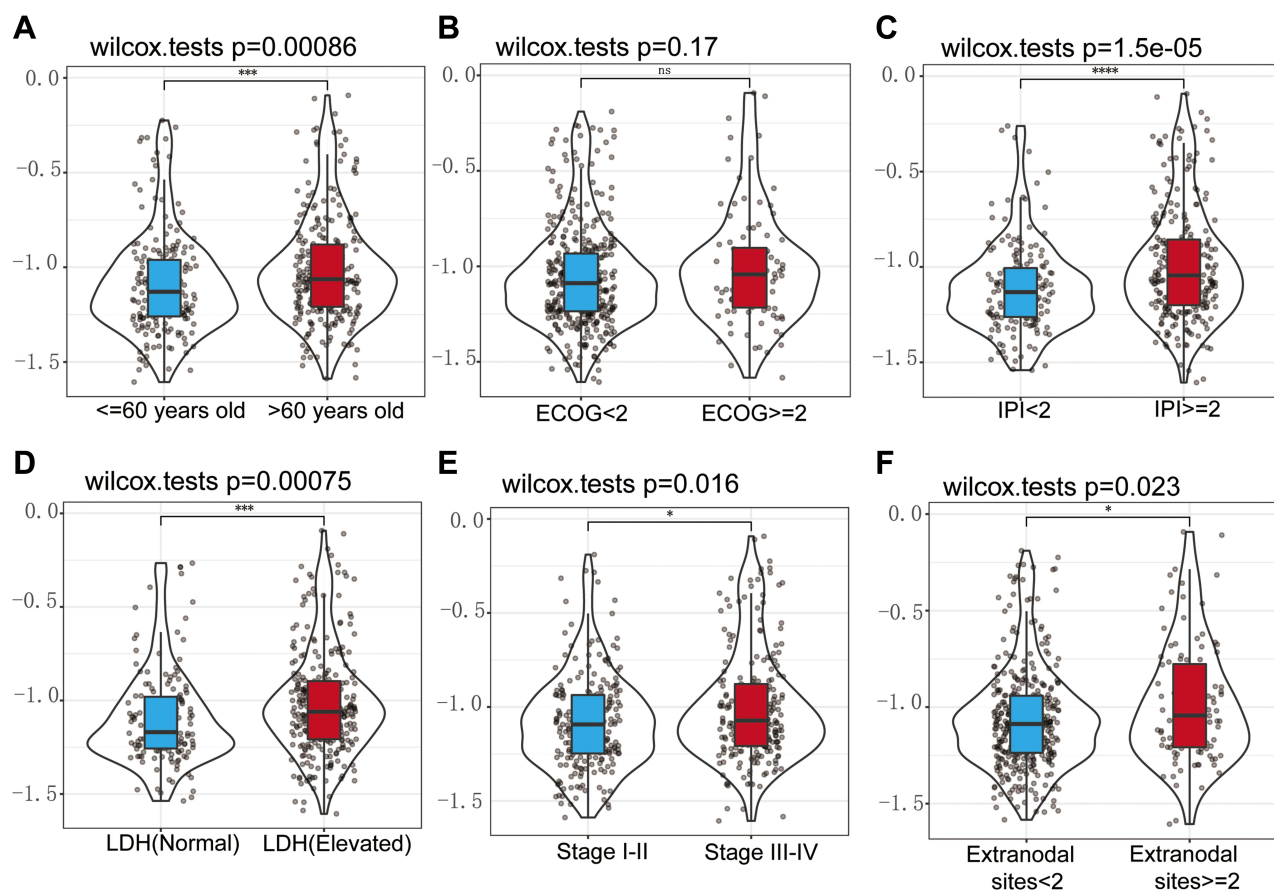 A
wilcox.tests p=0.00086
***
0.0
−0.5
−1.0
−1.5
<=60 years old
>60 years old
B
wilcox.tests p=0.17
ns
0.0
−0.5
−1.0
−1.5
ECOG<2
ECOG>=2
C
wilcox.tests p=1.5e-05
****
0.0
−0.5
−1.0
−1.5
IPI<2
IPI>=2
D
wilcox.tests p=0.00075
***
0.0
−0.5
−1.0
−1.5
LDH(Normal)
LDH(Elevated)
E
wilcox.tests p=0.016
*
0.0
−0.5
−1.0
−1.5
Stage I-II
Stage III-IV
F
wilcox.tests p=0.023
*
0.0
−0.5
−1.0
−1.5
Extranodal
sites<2
Extranodal
sites>=2